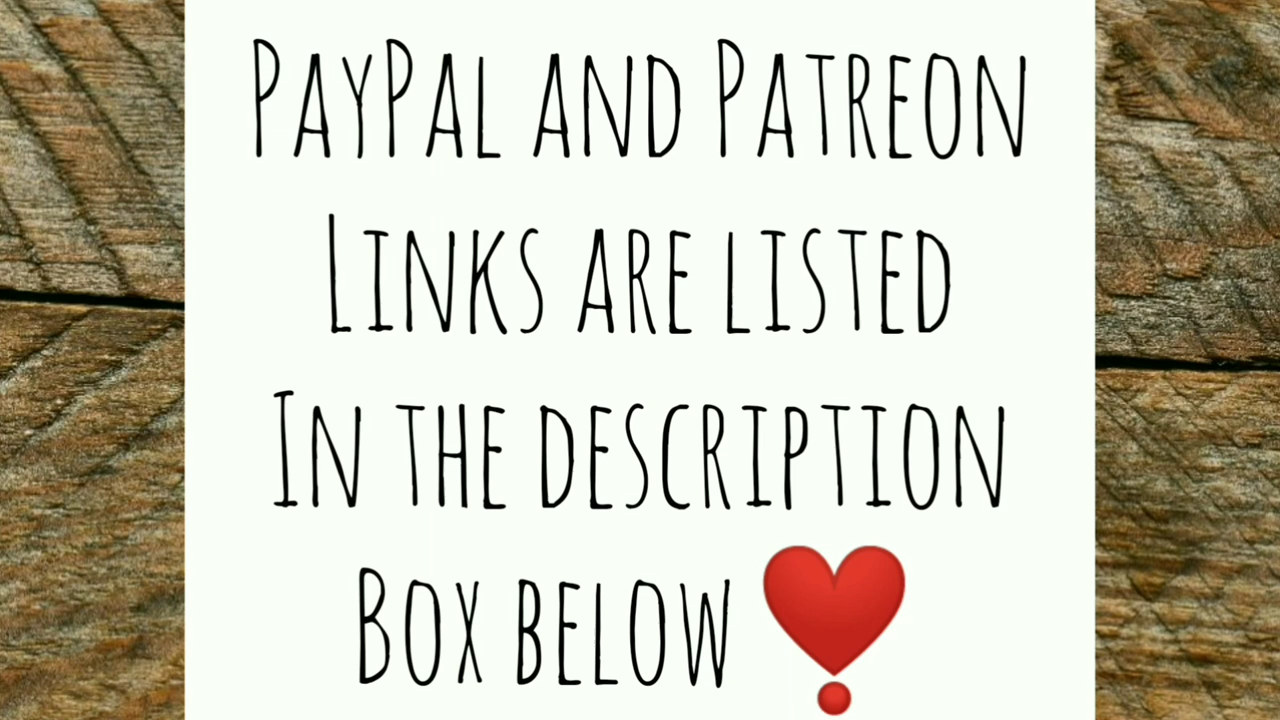 PayPal and Patreon
Links are listed
In the description
Box below ❣